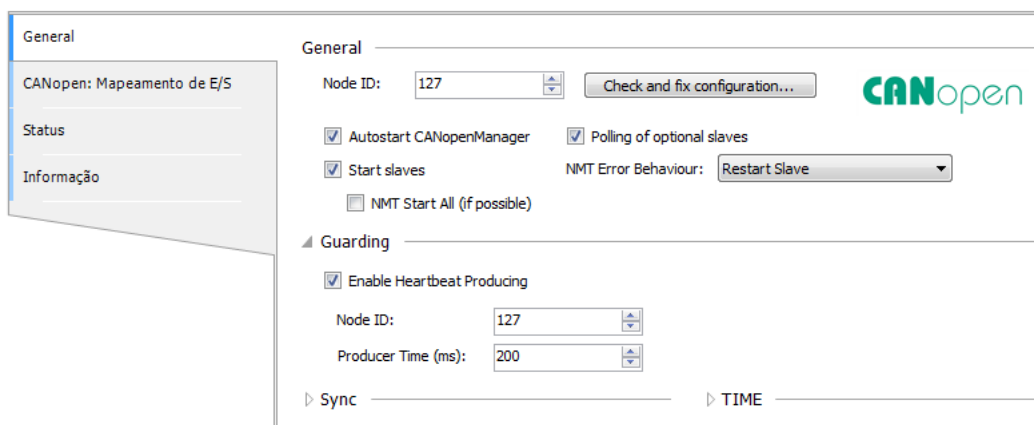 General
CANopen: Mapeamento de E/S
Status
Informação
General
Node ID: 127 Check and fix configuration... CANopen
Autostart CANopenManager Polling of optional slaves
Start slaves NMT Error Behaviour: Restart Slave
NMT Start All (if possible)
Guarding
Enable Heartbeat Producing
Node ID: 127
Producer Time (ms): 200
Sync TIME